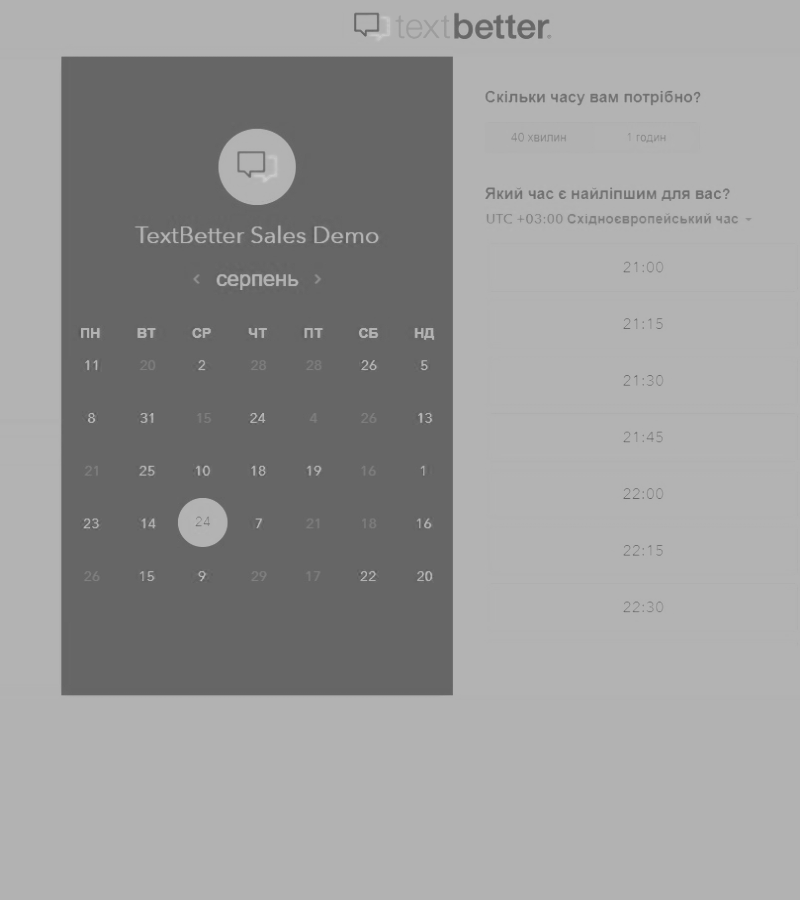 textbetter.
TextBetter Sales Demo
серпень
ПН ВТ СР ЧТ ПТ СБ НД
11 20 2 28 28 26 5
8 31 15 24 4 26 13
21 25 10 18 19 16 1
23 14 24 7 21 18 16
26 15 9 29 17 22 20
Скільки часу вам потрібно?
40 хвилин 1 годин
Який час є найліпшим для вас?
UTC +03:00 Східноєвропейський час
21:00
21:15
21:30
21:45
22:00
22:15
22:30